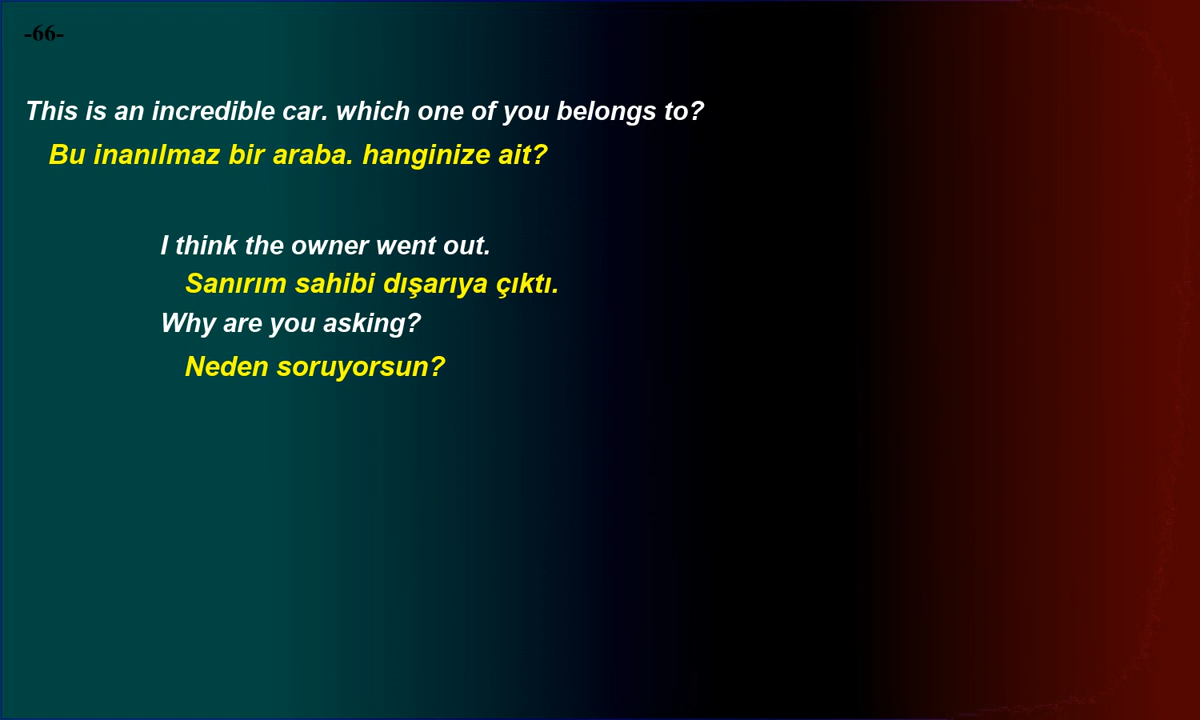 -66-
This is an incredible car. which one of you belongs to?
Bu inanılmaz bir araba. hanginize ait?
I think the owner went out.
Sanırım sahibi dışarıya çıktı.
Why are you asking?
Neden soruyorsun?